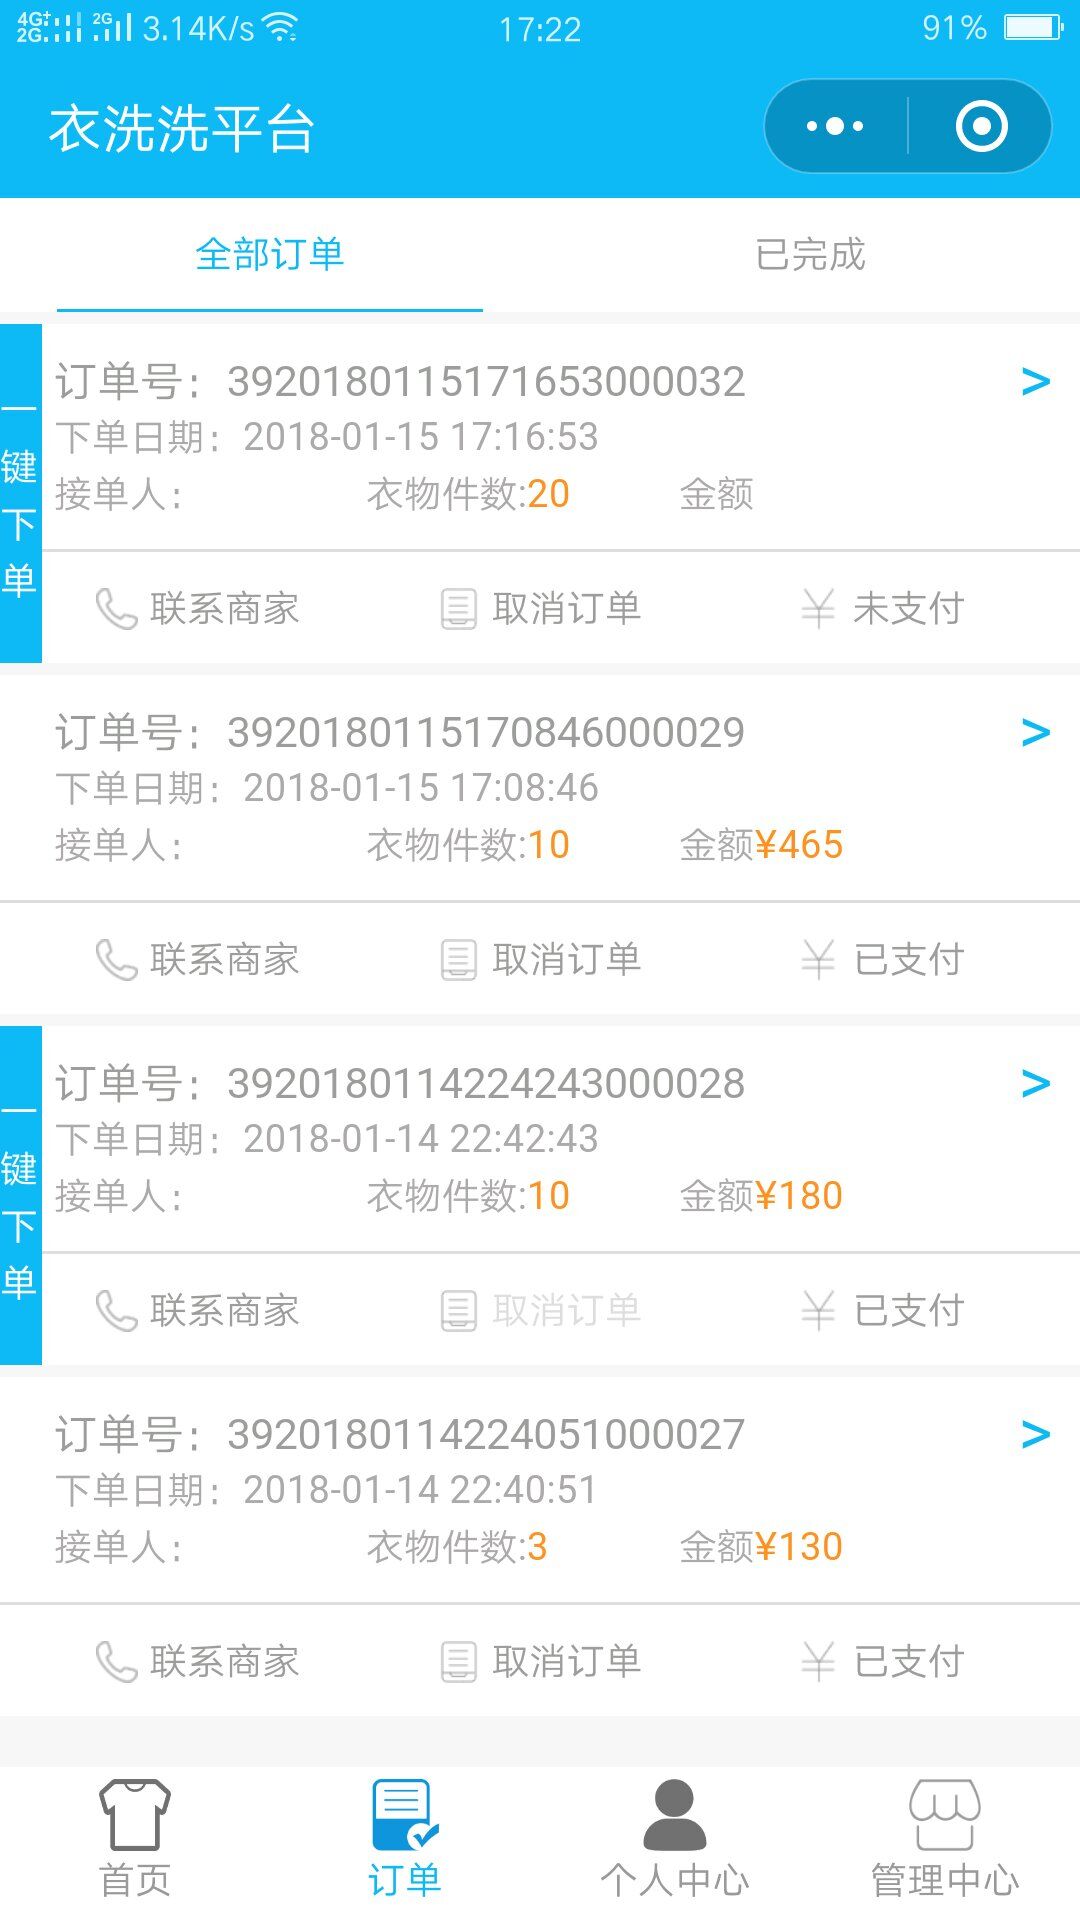 4G+ 2G 2G 3.14K/s 17:22 91%
衣洗洗平台
全部订单 已完成
一键下单
订单号：3920180115171653000032 >
下单日期：2018-01-15 17:16:53
接单人： 衣物件数:20 金额
联系商家 取消订单 未支付
订单号：3920180115170846000029 >
下单日期：2018-01-15 17:08:46
接单人： 衣物件数:10 金额¥465
联系商家 取消订单 已支付
一键下单
订单号：3920180114224243000028 >
下单日期：2018-01-14 22:42:43
接单人： 衣物件数:10 金额¥180
联系商家 取消订单 已支付
订单号：3920180114224051000027 >
下单日期：2018-01-14 22:40:51
接单人： 衣物件数:3 金额¥130
联系商家 取消订单 已支付
首页 订单 个人中心 管理中心